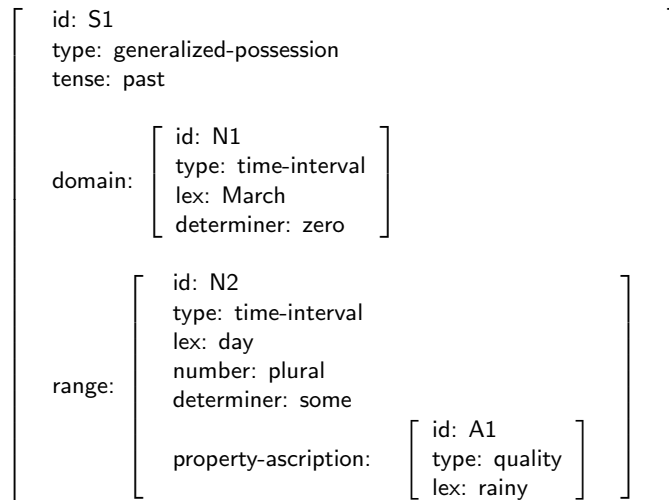 id: S1
type: generalized-possession
tense: past
domain:
id: N1
type: time-interval
lex: March
determiner: zero
range:
id: N2
type: time-interval
lex: day
number: plural
determiner: some
property-ascription:
id: A1
type: quality
lex: rainy